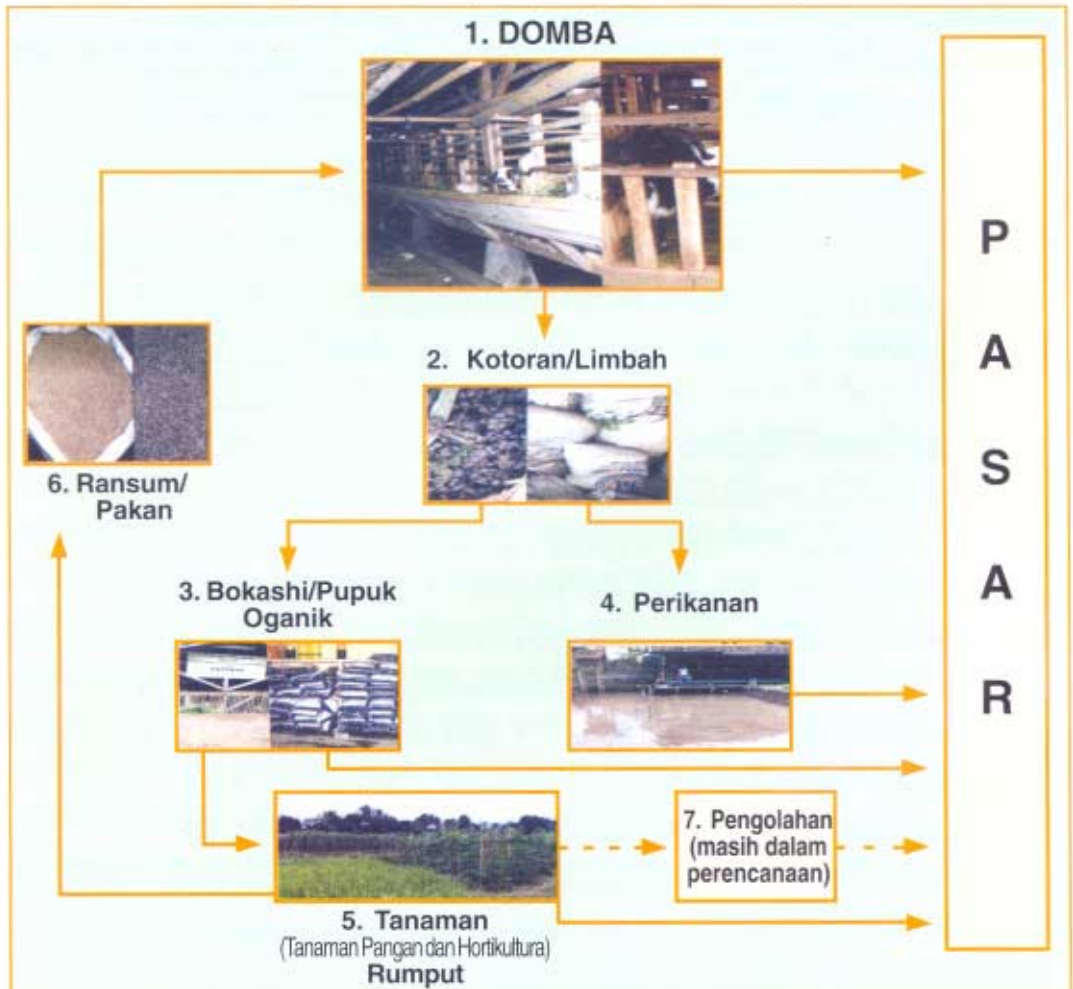 1. DOMBA
2. Kotoran/Limbah
6. Ransum/
Pakan
3. Bokashi/Pupuk
Oganik
4. Perikanan
7. Pengolahan
(masih dalam
perencanaan)
5. Tanaman
(Tanaman Pangan dan Hortikultura)
Rumput
P
A
S
A
R